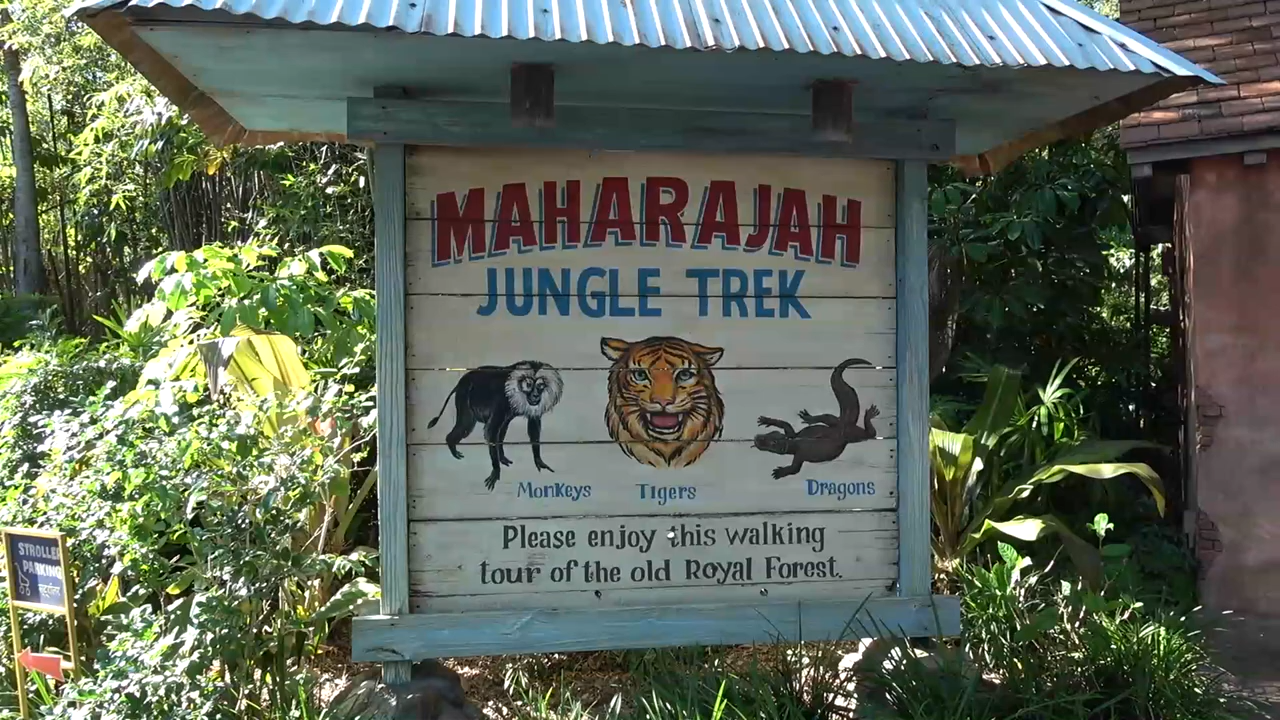 MAHARAJAH
JUNGLE TREK
Monkeys
Tigers
Dragons
Please enjoy this walking
tour of the old Royal Forest.
STROLLER
PARKING